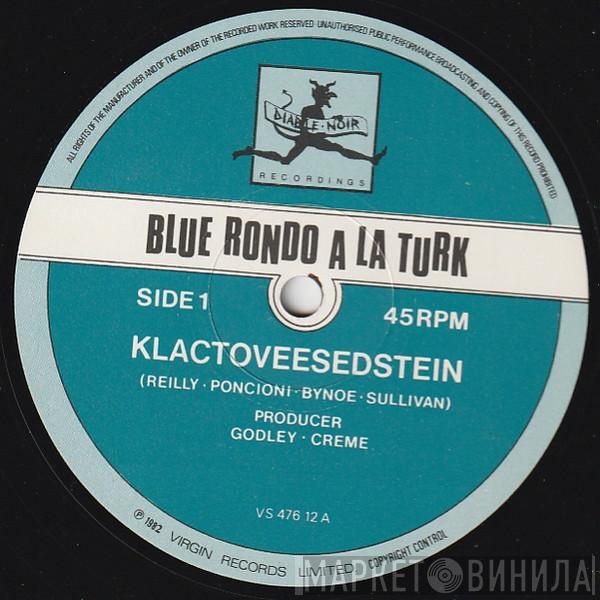 ALL RIGHTS OF THE MANUFACTURER AND OF THE OWNER OF THE RECORDED WORK RESERVED UNAUTHORISED PUBLIC PERFORMANCE BROADCASTING AND COPYING OF THIS RECORD PROHIBITED
DIABLE·NOIR
RECORDINGS
BLUE RONDO A LA TURK
SIDE 1
45RPM
KLACTOVEESEDSTEIN
(REILLY · PONCIONI · BYNOE · SULLIVAN)
PRODUCER
GODLEY · CREME
VS 476 12 A
℗ 1982 VIRGIN RECORDS LIMITED. COPYRIGHT CONTROL
МАРКЕТ ВИНИЛА